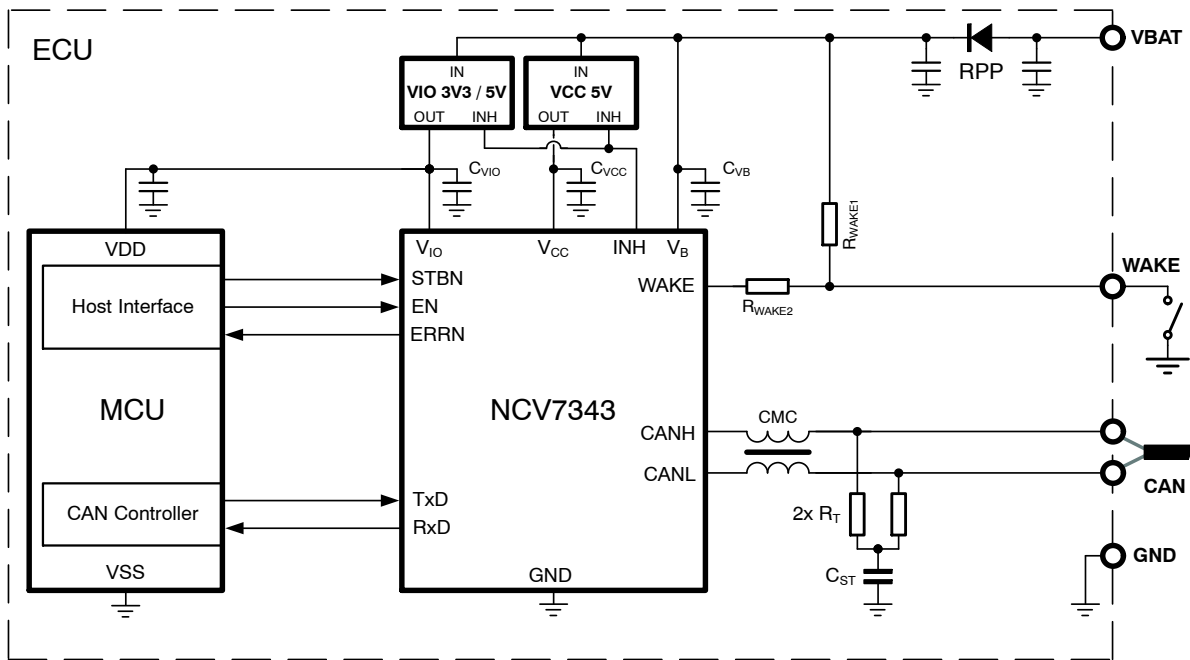 ECU
VBAT
RPP
IN
VIO 3V3 / 5V
OUT INH
IN
VCC 5V
OUT INH
CVIO
CVCC
CVB
RWAKE1
VDD
VIO
VCC
INH
VB
WAKE
Host Interface
STBN
EN
ERRN
WAKE
RWAKE2
MCU
NCV7343
CANH
CMC
CANL
CAN
CAN Controller
TxD
RxD
2x RT
VSS
GND
CST
GND